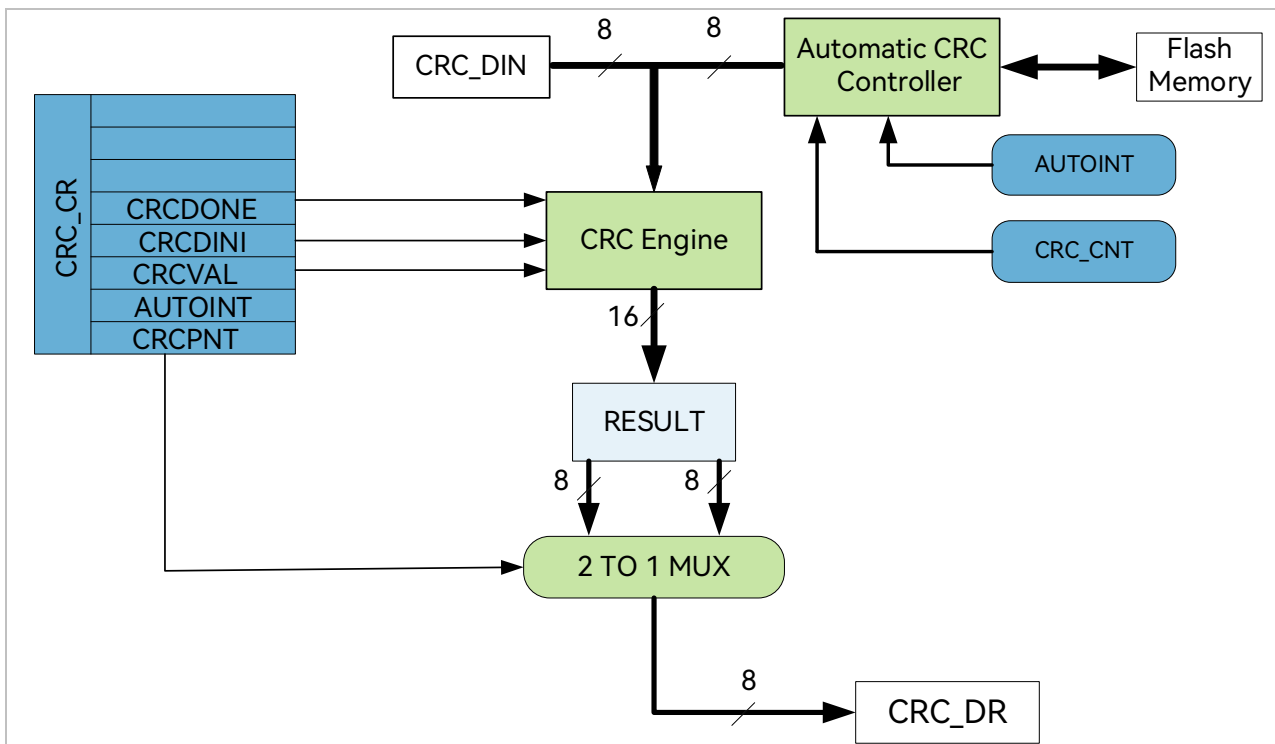 8
8
CRC_DIN
Automatic CRC
Controller
Flash
Memory
CRC_CR
CRCDONE
CRCDINI
CRCVAL
AUTOINT
CRCPNT
AUTOINT
CRC_CNT
CRC Engine
16
RESULT
8
8
2 TO 1 MUX
8
CRC_DR